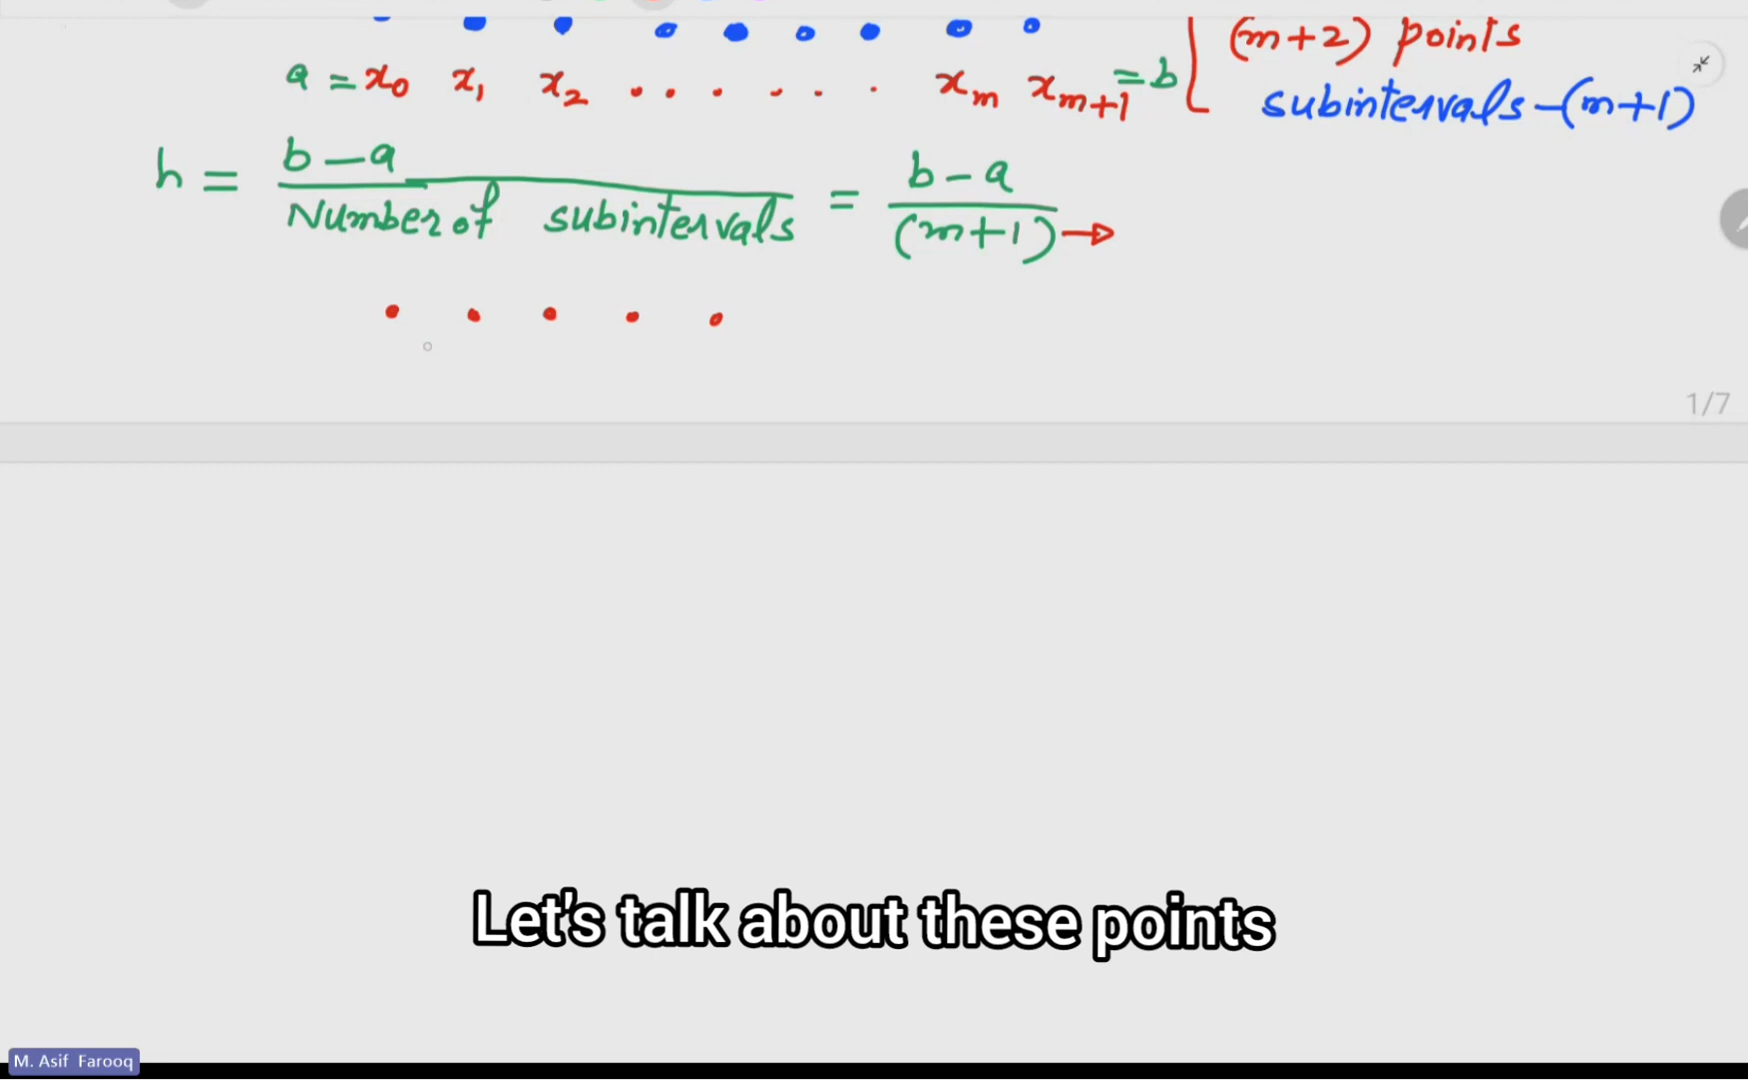 (m+2) points
a = x₀ x₁ x₂ . . . . . . . xₘ xₘ₊₁ = b
subintervals - (m+1)
h = b - a / Number of subintervals = b - a / (m+1) →
1/7
Let's talk about these points
M. Asif Farooq